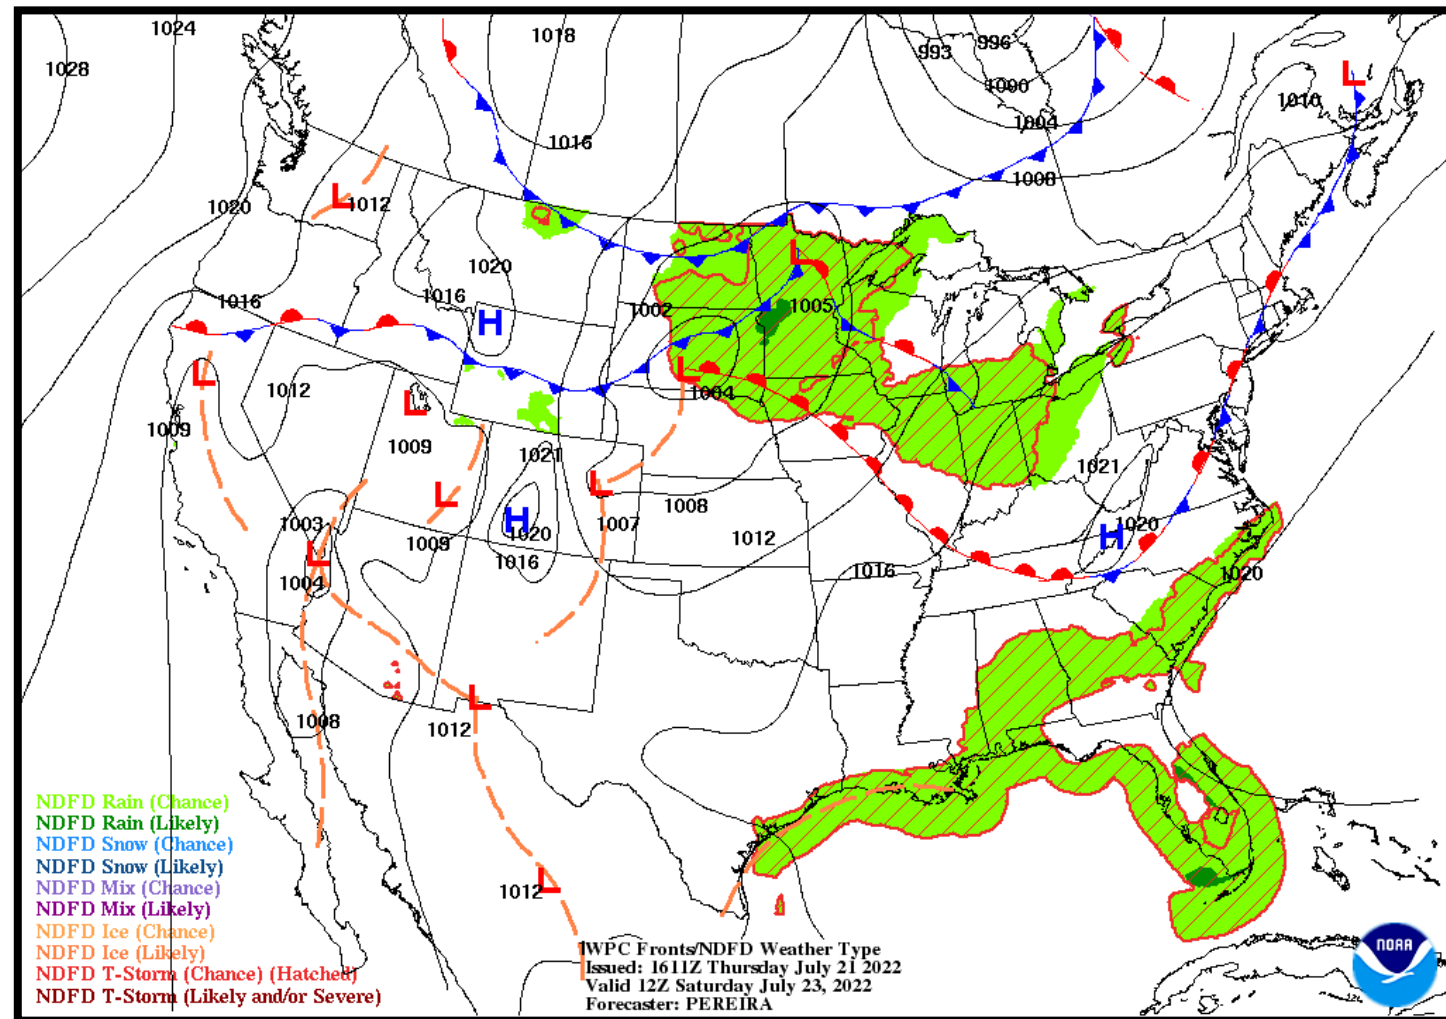 1024
1018
993
996
1028
1000
1010
1004
1016
1008
1020
1012
1020
1016
1016
1002
1005
1012
1004
1009
1009
1021
1021
1003
1020
1007
1008
1020
1012
1009
1016
1004
1016
1020
1008
1012
1012
L
L
L
H
L
L
L
L
L
L
H
H
L
L
L
NDFD Rain (Chance)
NDFD Rain (Likely)
NDFD Snow (Chance)
NDFD Snow (Likely)
NDFD Mix (Chance)
NDFD Mix (Likely)
NDFD Ice (Chance)
NDFD Ice (Likely)
NDFD T-Storm (Chance) (Hatched)
NDFD T-Storm (Likely and/or Severe)
WPC Fronts/NDFD Weather Type
Issued: 1611Z Thursday July 21 2022
Valid 12Z Saturday July 23, 2022
Forecaster: PEREIRA
NOAA